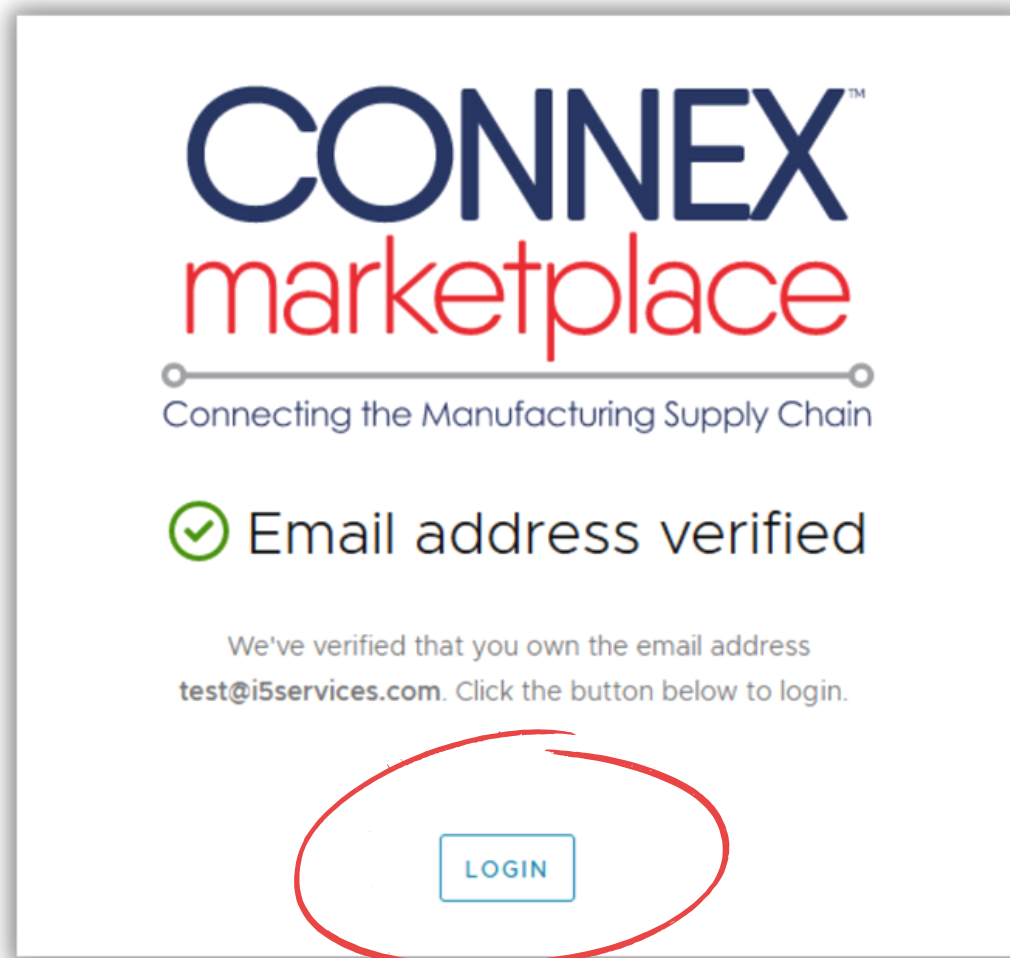 CONNEX™
marketplace
Connecting the Manufacturing Supply Chain
Email address verified
We've verified that you own the email address
test@i5services.com. Click the button below to login.
LOGIN